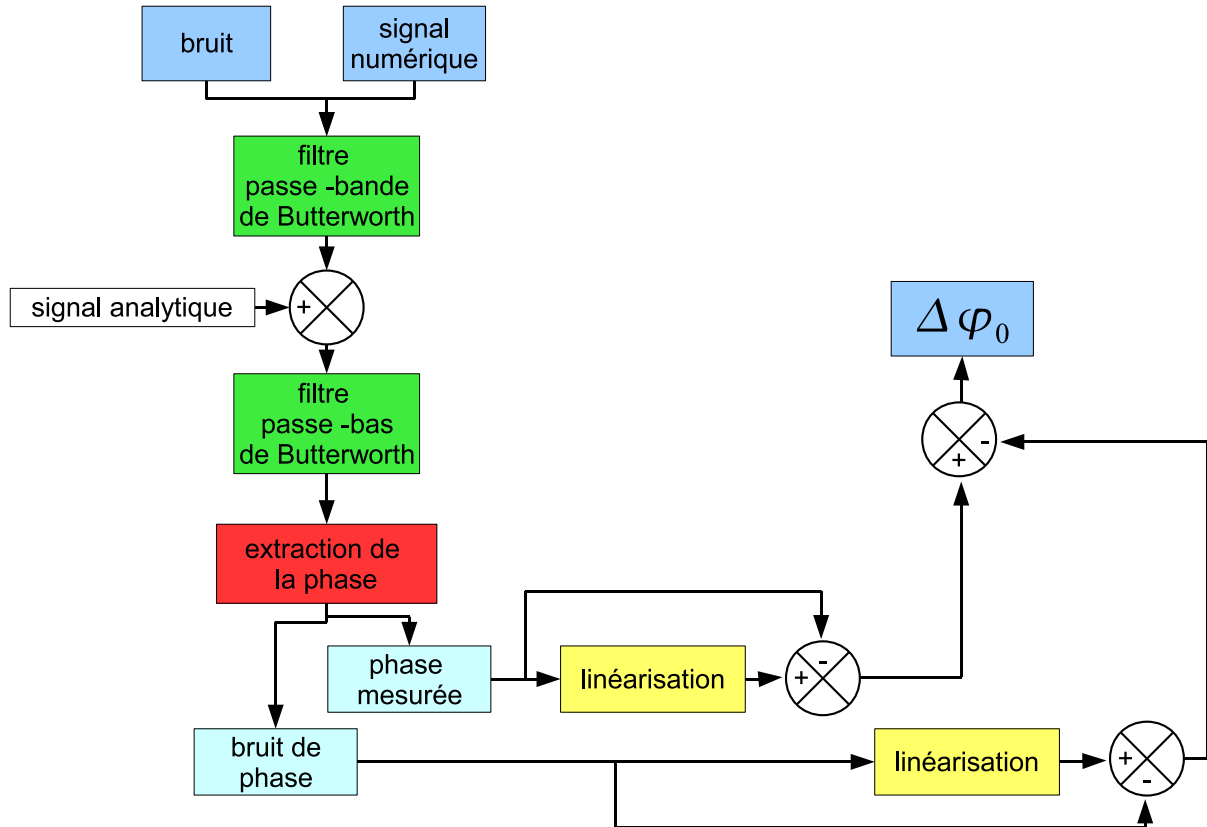 bruit
signal
numérique
filtre
passe -bande
de Butterworth
signal analytique
+
filtre
passe -bas
de Butterworth
Δ φ₀
-
+
extraction de
la phase
phase
mesurée
linéarisation
-
+
bruit de
phase
linéarisation
+
-